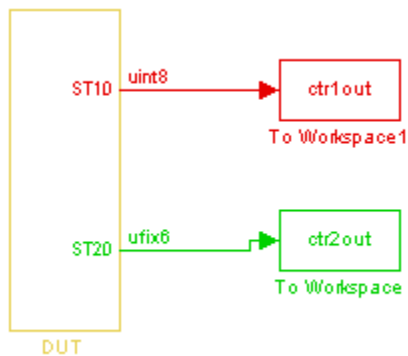 ST10
uint8
ctr1out
To Workspace1
ST20
ufix6
ctr2out
To Workspace
DUT